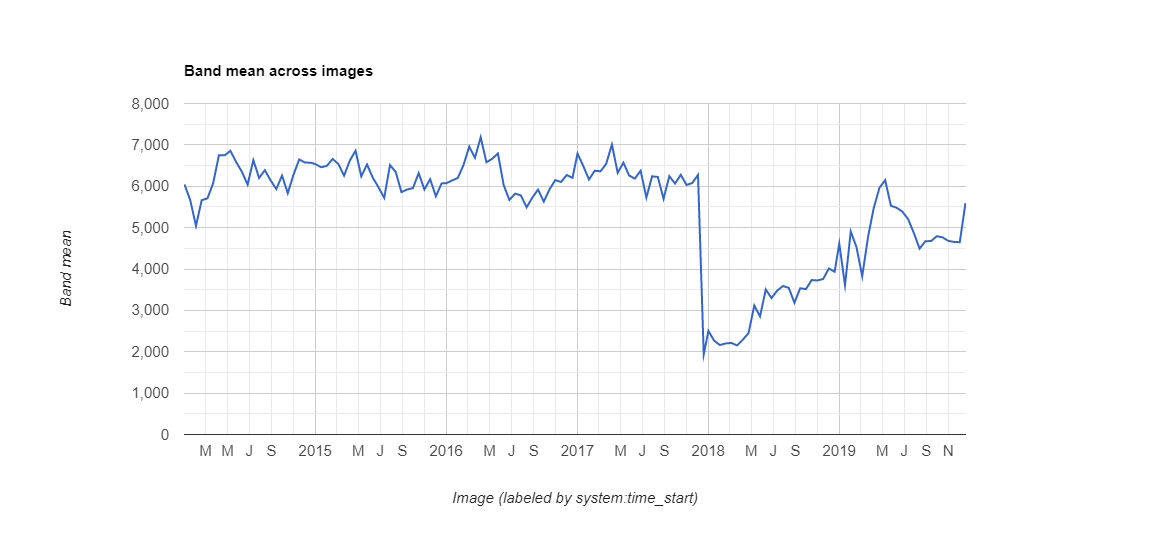 Band mean across images
8,000
7,000
6,000
5,000
4,000
3,000
2,000
1,000
0
Band mean
M M J S 2015 M J S 2016 M J S 2017 M J S 2018 M J S 2019 M J S N
Image (labeled by system:time_start)